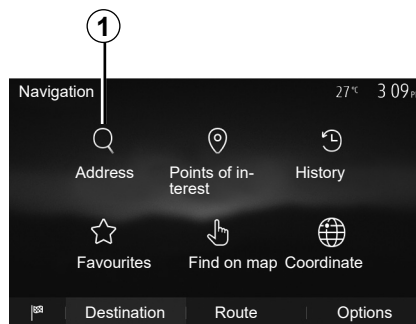 1
Navigation 27 °C 3 09 P
Address Points of in-
terest History
Favourites Find on map Coordinate
Destination Route Options